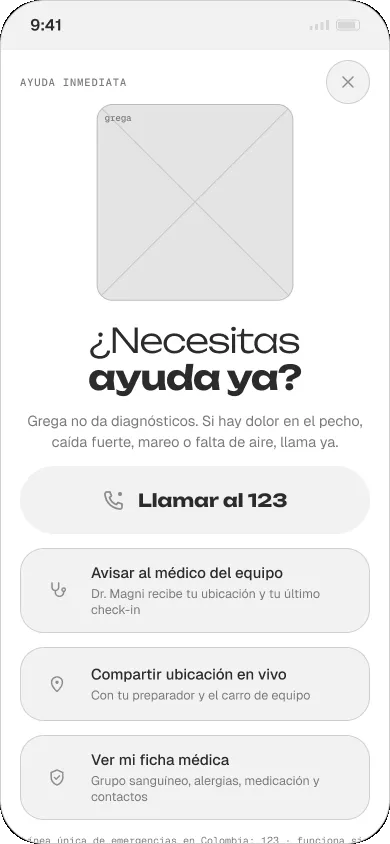 9:41
AYUDA INMEDIATA
grega
¿Necesitas
ayuda ya?
Grega no da diagnósticos. Si hay dolor en el pecho,
caída fuerte, mareo o falta de aire, llama ya.
Llamar al 123
Avisar al médico del equipo
Dr. Magni recibe tu ubicación y tu último
check-in
Compartir ubicación en vivo
Con tu preparador y el carro de equipo
Ver mi ficha médica
Grupo sanguíneo, alergias, medicación y
contactos
única de emergencias en Colombia: 123 · funciona